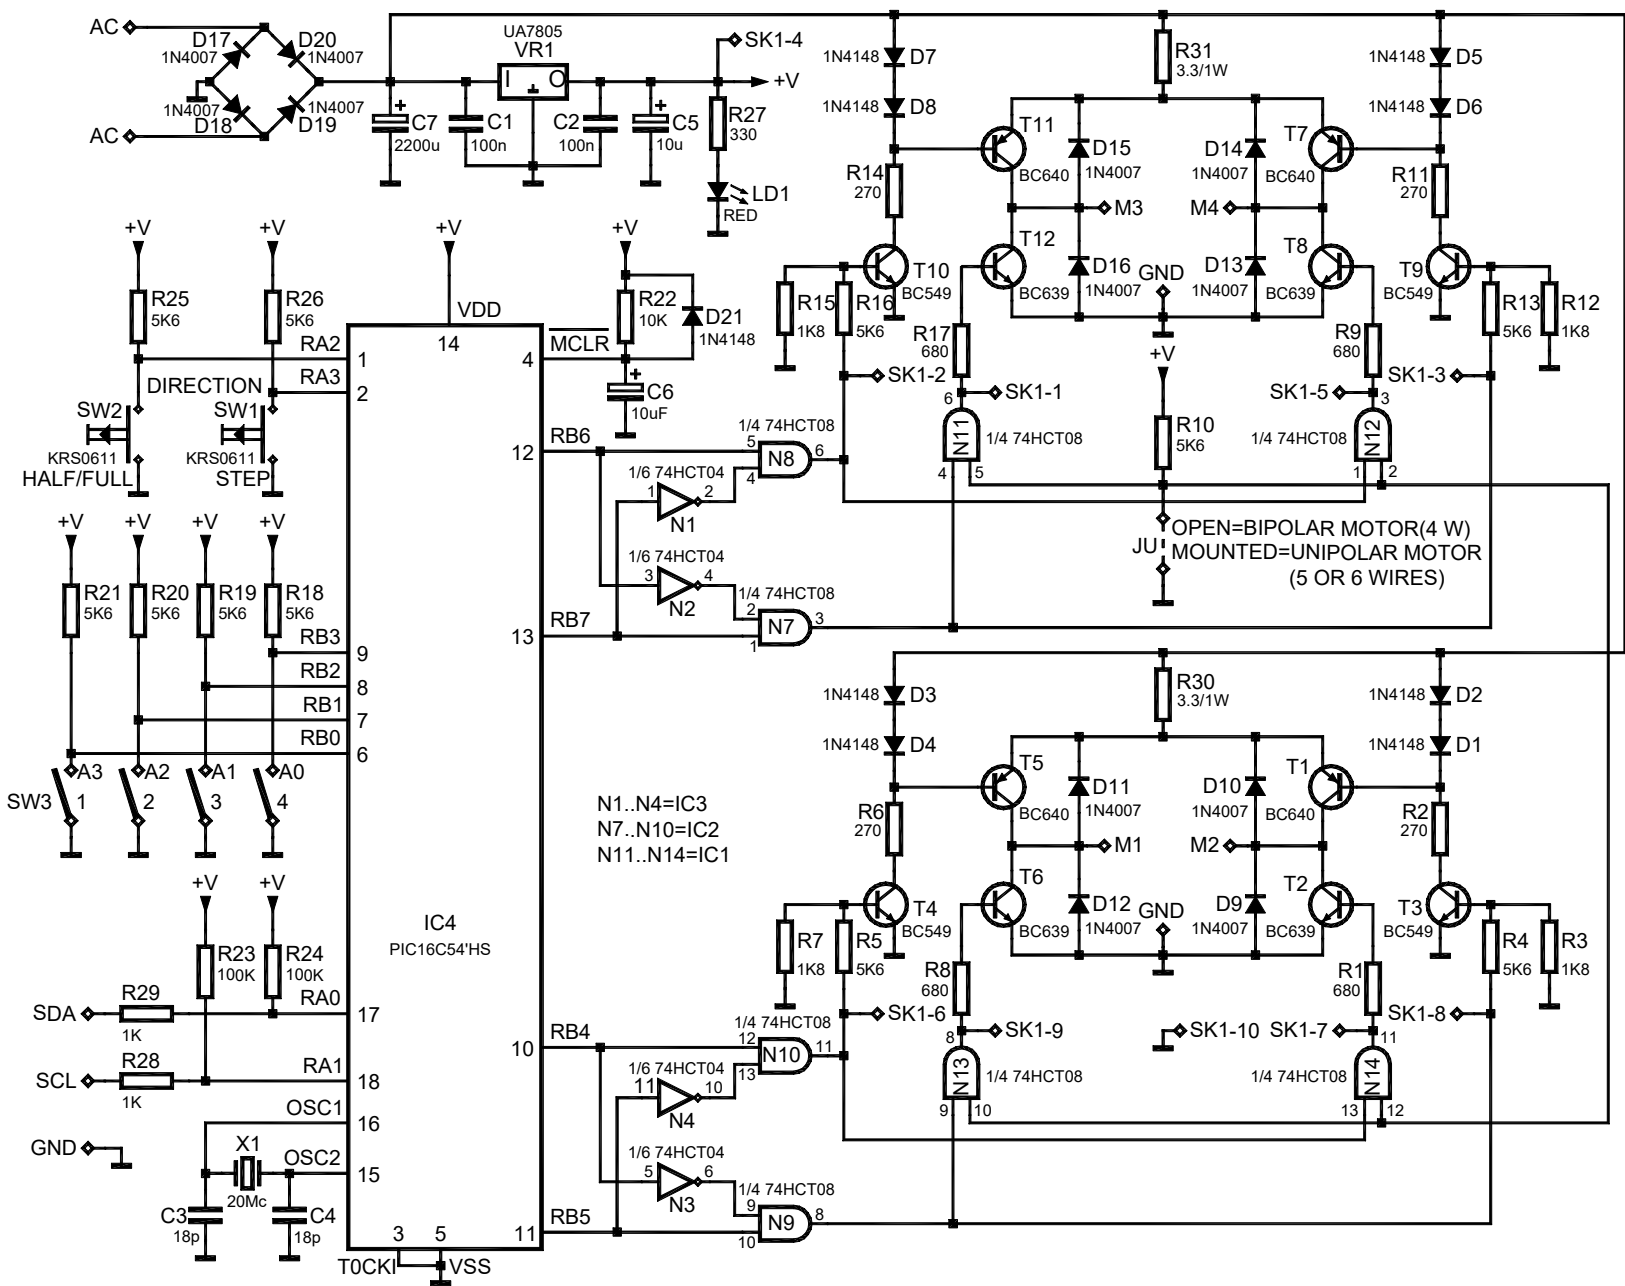 AC
D17
1N4007
D20
1N4007
1N4007
D18
1N4007
D19
AC
C7
2200u
C1
100n
UA7805
VR1
I
O
C2
100n
C5
10u
SK1-4
+V
R27
330
LD1
RED
D7
1N4148
D8
1N4148
R31
3.3/1W
D5
1N4148
D6
1N4148
T11
BC640
D15
1N4007
D14
1N4007
T7
BC640
R14
270
R11
270
M3
M4
T10
BC549
T12
BC639
D16
1N4007
GND
D13
1N4007
T8
BC639
T9
BC549
R15
1K8
R16
5K6
R17
680
R9
680
R13
5K6
R12
1K8
SK1-2
SK1-1
SK1-5
SK1-3
+V
R10
5K6
6
N11
1/4 74HCT08
4
5
3
N12
1/4 74HCT08
1
2
JU
OPEN=BIPOLAR MOTOR(4 W)
MOUNTED=UNIPOLAR MOTOR
(5 OR 6 WIRES)
+V
R25
5K6
+V
R26
5K6
+V
VDD
14
+V
R22
10K
D21
1N4148
MCLR
4
C6
10uF
RA2
1
RA3
2
DIRECTION
SW2
KRS0611
HALF/FULL
SW1
KRS0611
STEP
+V
+V
+V
+V
R21
5K6
R20
5K6
R19
5K6
R18
5K6
RB3
9
RB2
8
RB1
7
RB0
6
SW3
A3
1
A2
2
A1
3
A0
4
RB6
12
1/4 74HCT08
5
N8
6
4
1/6 74HCT04
1
2
N1
1/6 74HCT04
3
4
N2
1/4 74HCT08
2
N7
3
1
RB7
13
N1..N4=IC3
N7..N10=IC2
N11..N14=IC1
+V
+V
R23
100K
R24
100K
IC4
PIC16C54'HS
RA0
17
SDA
R29
1K
SCL
R28
1K
RA1
18
GND
OSC1
16
X1
20Mc
OSC2
15
C3
18p
C4
18p
3
5
T0CKI
VSS
RB4
10
1/4 74HCT08
12
N10
11
13
1/6 74HCT04
11
10
N4
1/6 74HCT04
5
6
N3
1/4 74HCT08
9
N9
8
10
RB5
11
D3
1N4148
D4
1N4148
R30
3.3/1W
D2
1N4148
D1
1N4148
T5
BC640
D11
1N4007
D10
1N4007
T1
BC640
R6
270
R2
270
M1
M2
T4
BC549
T6
BC639
D12
1N4007
GND
D9
1N4007
T2
BC639
T3
BC549
R7
1K8
R5
5K6
R8
680
R1
680
R4
5K6
R3
1K8
SK1-6
SK1-9
SK1-10
SK1-7
SK1-8
8
N13
1/4 74HCT08
9
10
11
N14
1/4 74HCT08
13
12